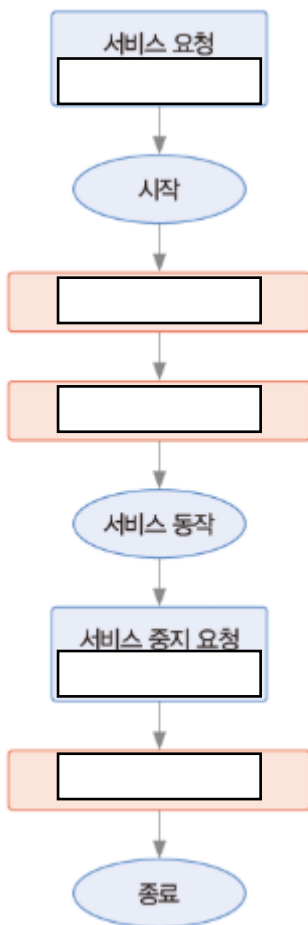 서비스 요청
시작
서비스 동작
서비스 중지 요청
종료